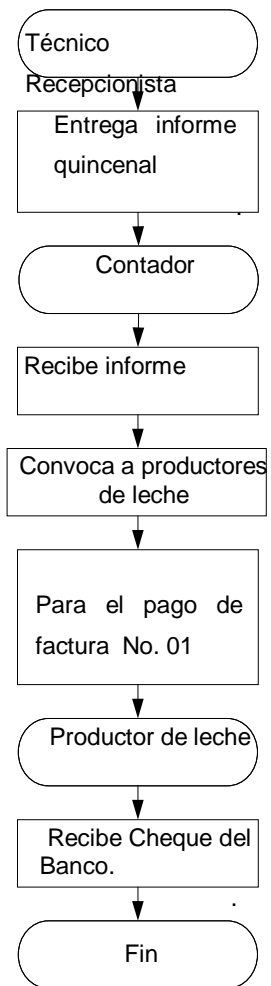 Técnico
Recepcionista
Entrega informe
quincenal
.
Contador
Recibe informe
Convoca a productores
de leche
Para el pago de
factura No. 01
Productor de leche
Recibe Cheque del
Banco.
.
Fin